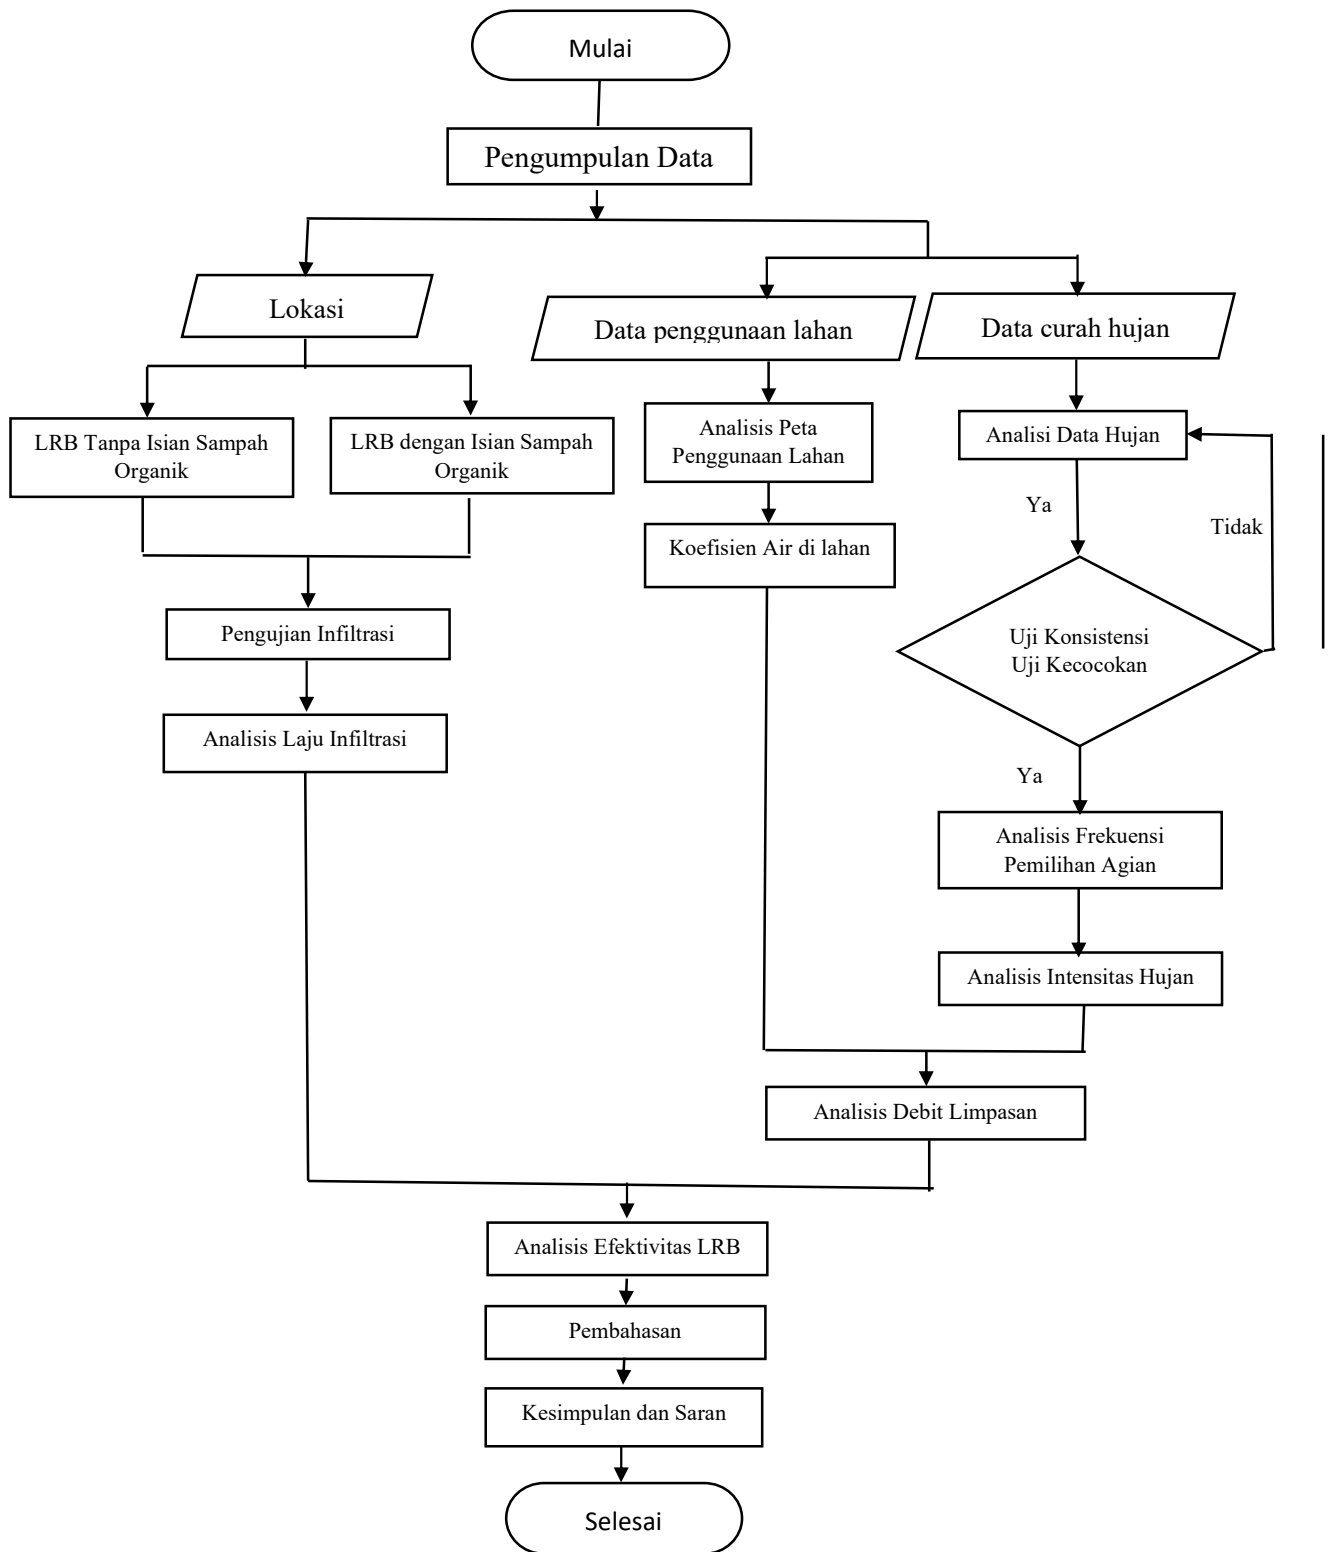 Mulai
Pengumpulan Data
Lokasi
Data penggunaan lahan
Data curah hujan
LRB Tanpa Isian Sampah
Organik
LRB dengan Isian Sampah
Organik
Analisis Peta
Penggunaan Lahan
Analisi Data Hujan
Ya
Tidak
Koefisien Air di lahan
Pengujian Infiltrasi
Uji Konsistensi
Uji Kecocokan
Analisis Laju Infiltrasi
Ya
Analisis Frekuensi
Pemilihan Agian
Analisis Intensitas Hujan
Analisis Debit Limpasan
Analisis Efektivitas LRB
Pembahasan
Kesimpulan dan Saran
Selesai